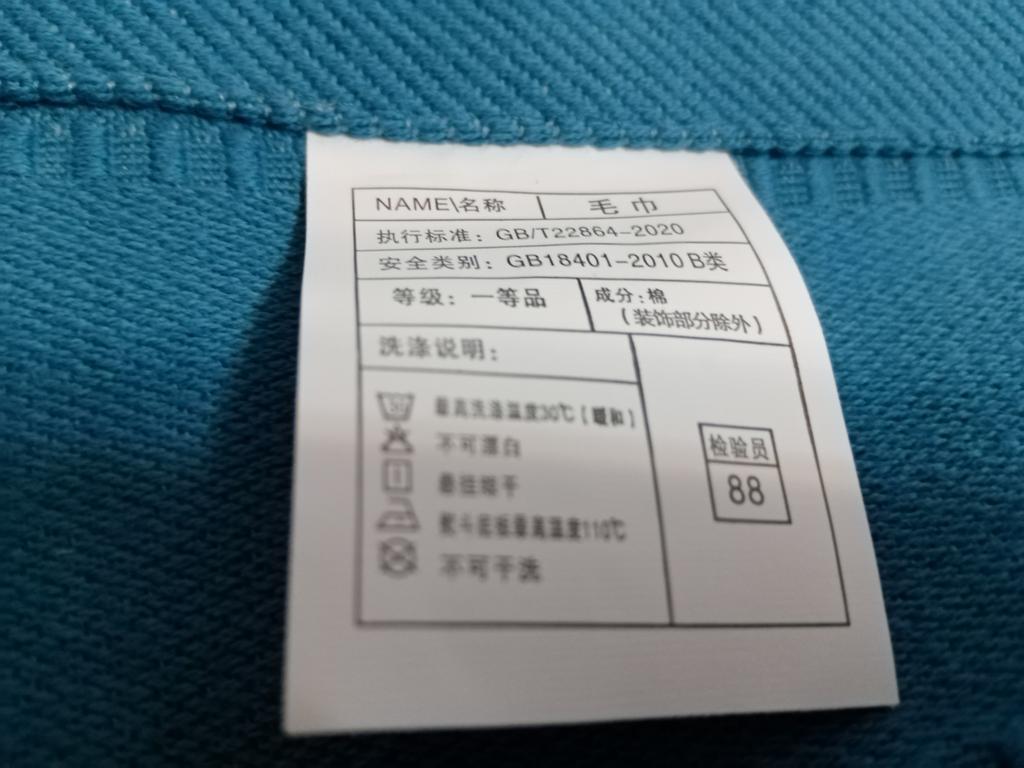 NAME\名称 毛巾
执行标准：GB/T22864-2020
安全类别：GB18401-2010 B类
等级：一等品
成分：棉
（装饰部分除外）
洗涤说明：
30
最高洗涤温度30℃（缓和）
不可漂白
悬挂晾干
熨斗底板最高温度110℃
不可干洗
检验员
88